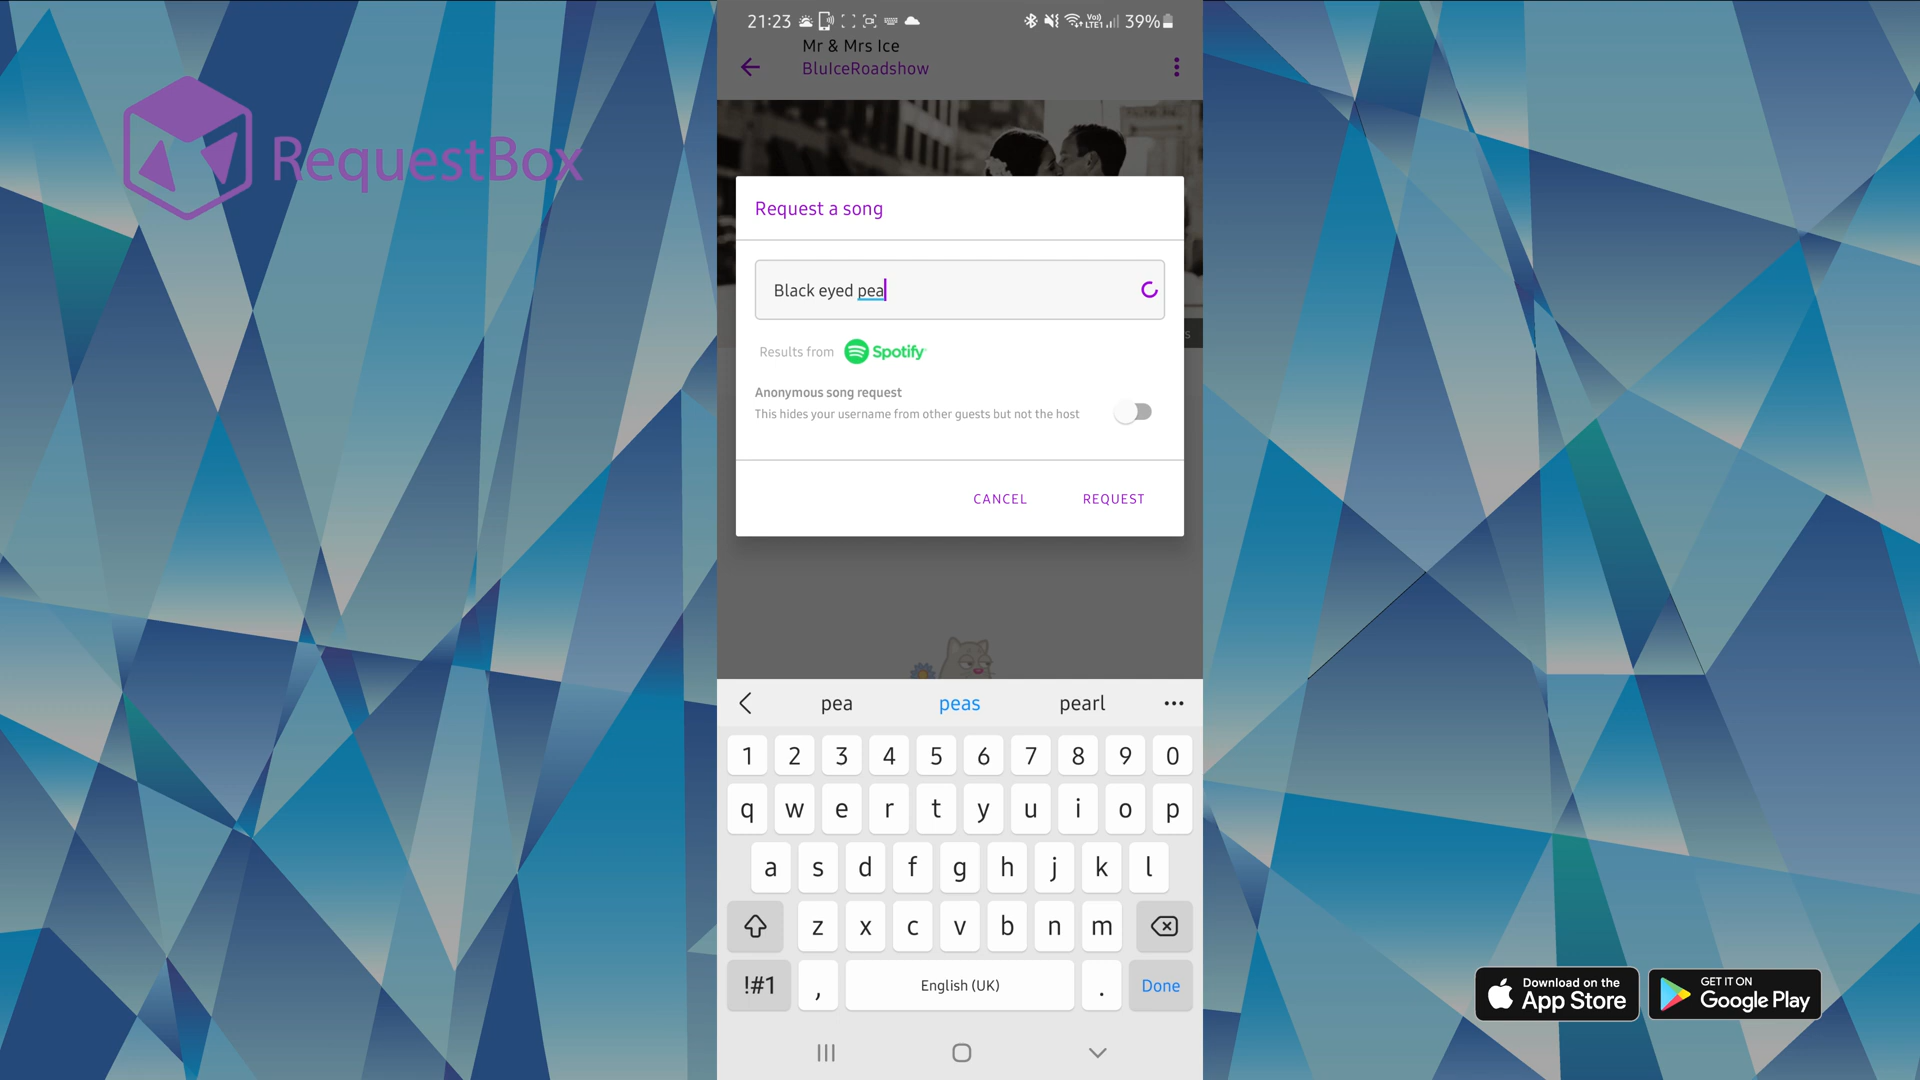 RequestBox
21:23
Vo))
LTE1
39%
Mr & Mrs Ice
BluIceRoadshow
Request a song
Black eyed pea
s
Results from Spotify
Anonymous song request
This hides your username from other guests but not the host
CANCEL
REQUEST
pea
peas
pearl
1 2 3 4 5 6 7 8 9 0
q w e r t y u i o p
a s d f g h j k l
z x c v b n m
!#1 , English (UK) . Done
Download on the
App Store
GET IT ON
Google Play